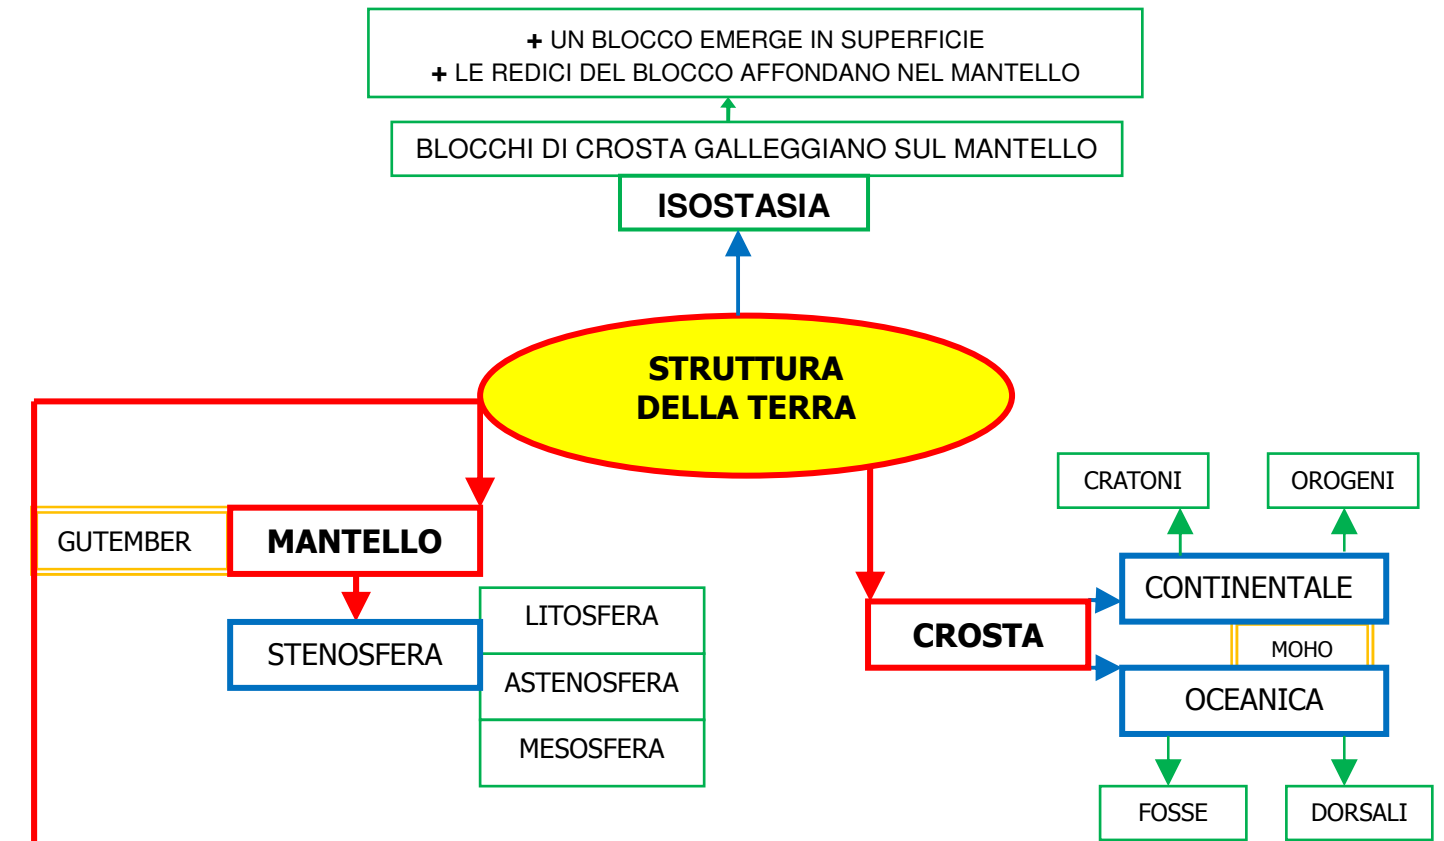 + UN BLOCCO EMERGE IN SUPERFICIE
+ LE REDICI DEL BLOCCO AFFONDANO NEL MANTELLO
BLOCCHI DI CROSTA GALLEGGIANO SUL MANTELLO
ISOSTASIA
STRUTTURA
DELLA TERRA
CRATONI
OROGENI
GUTEMBER
MANTELLO
CONTINENTALE
LITOSFERA
STENOSFERA
CROSTA
MOHO
ASTENOSFERA
OCEANICA
MESOSFERA
FOSSE
DORSALI